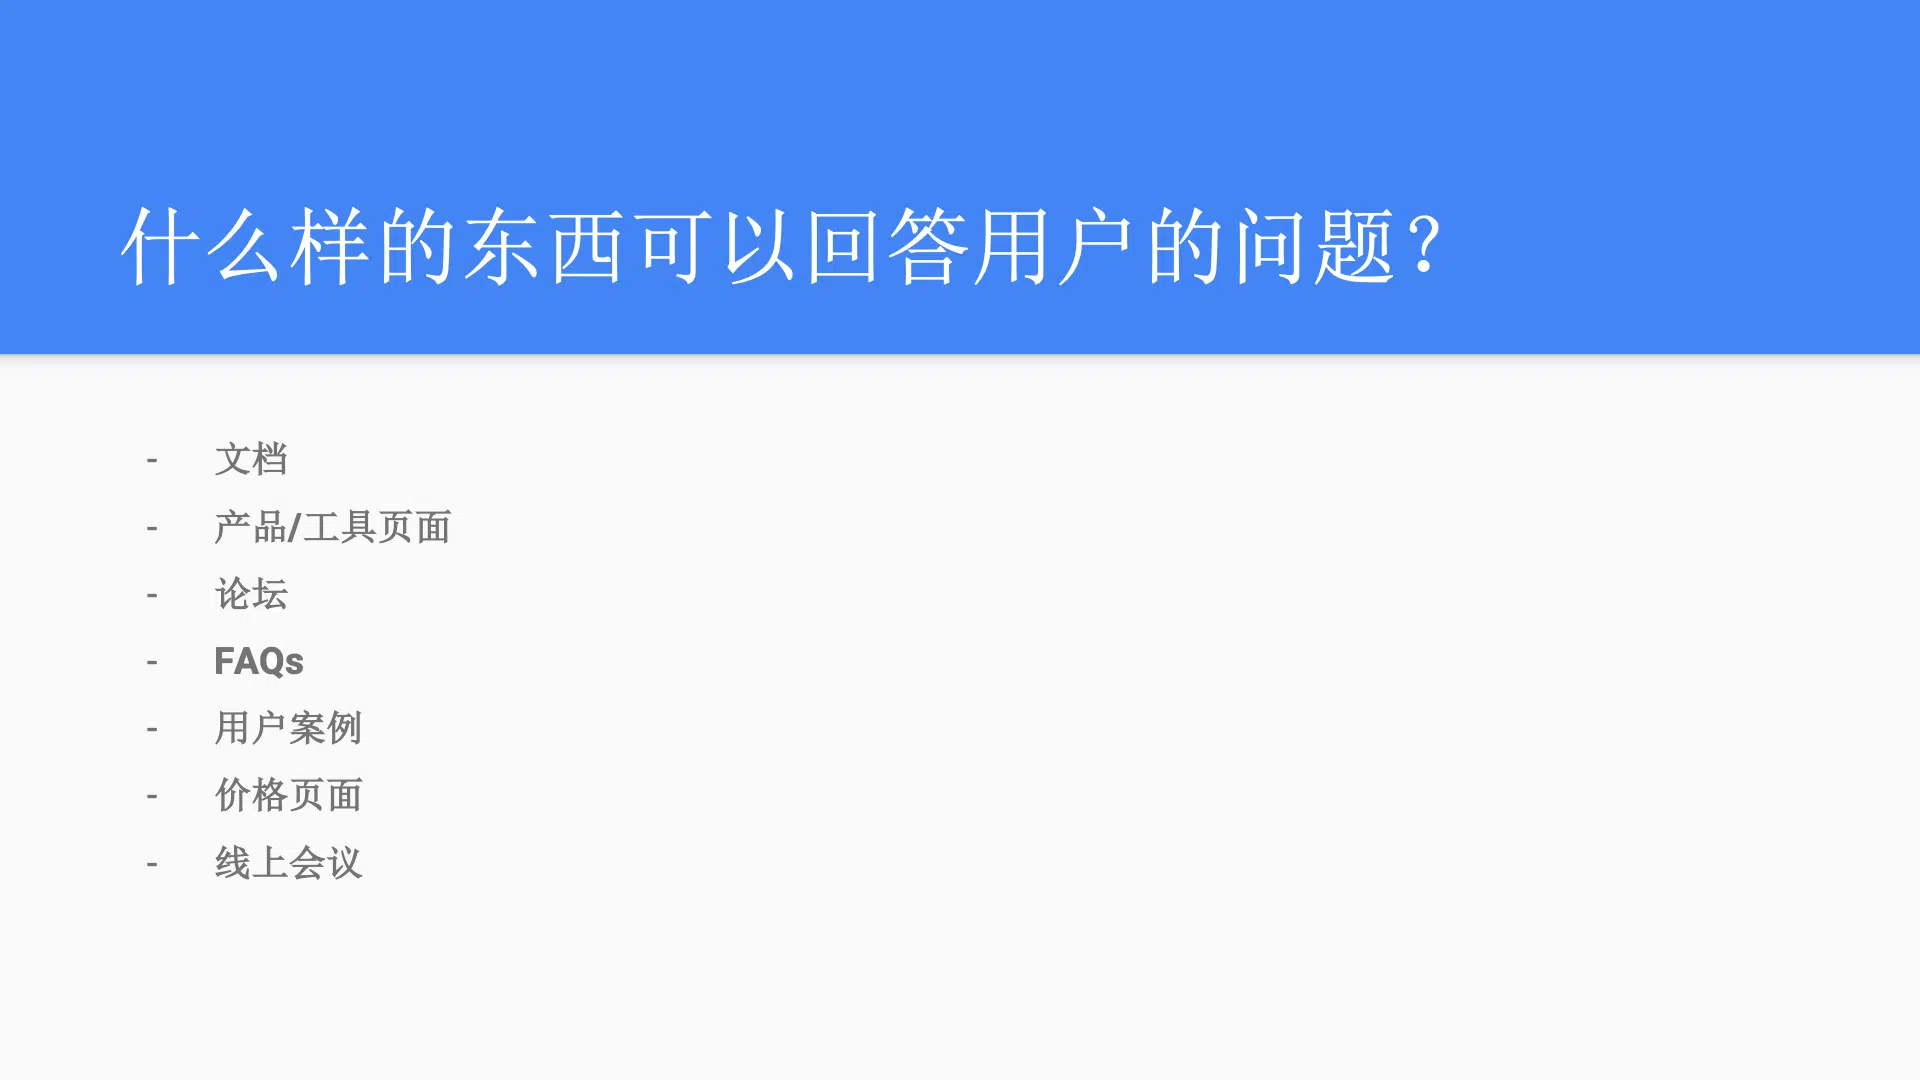 什么样的东西可以回答用户的问题？
- 文档
- 产品/工具页面
- 论坛
- FAQs
- 用户案例
- 价格页面
- 线上会议